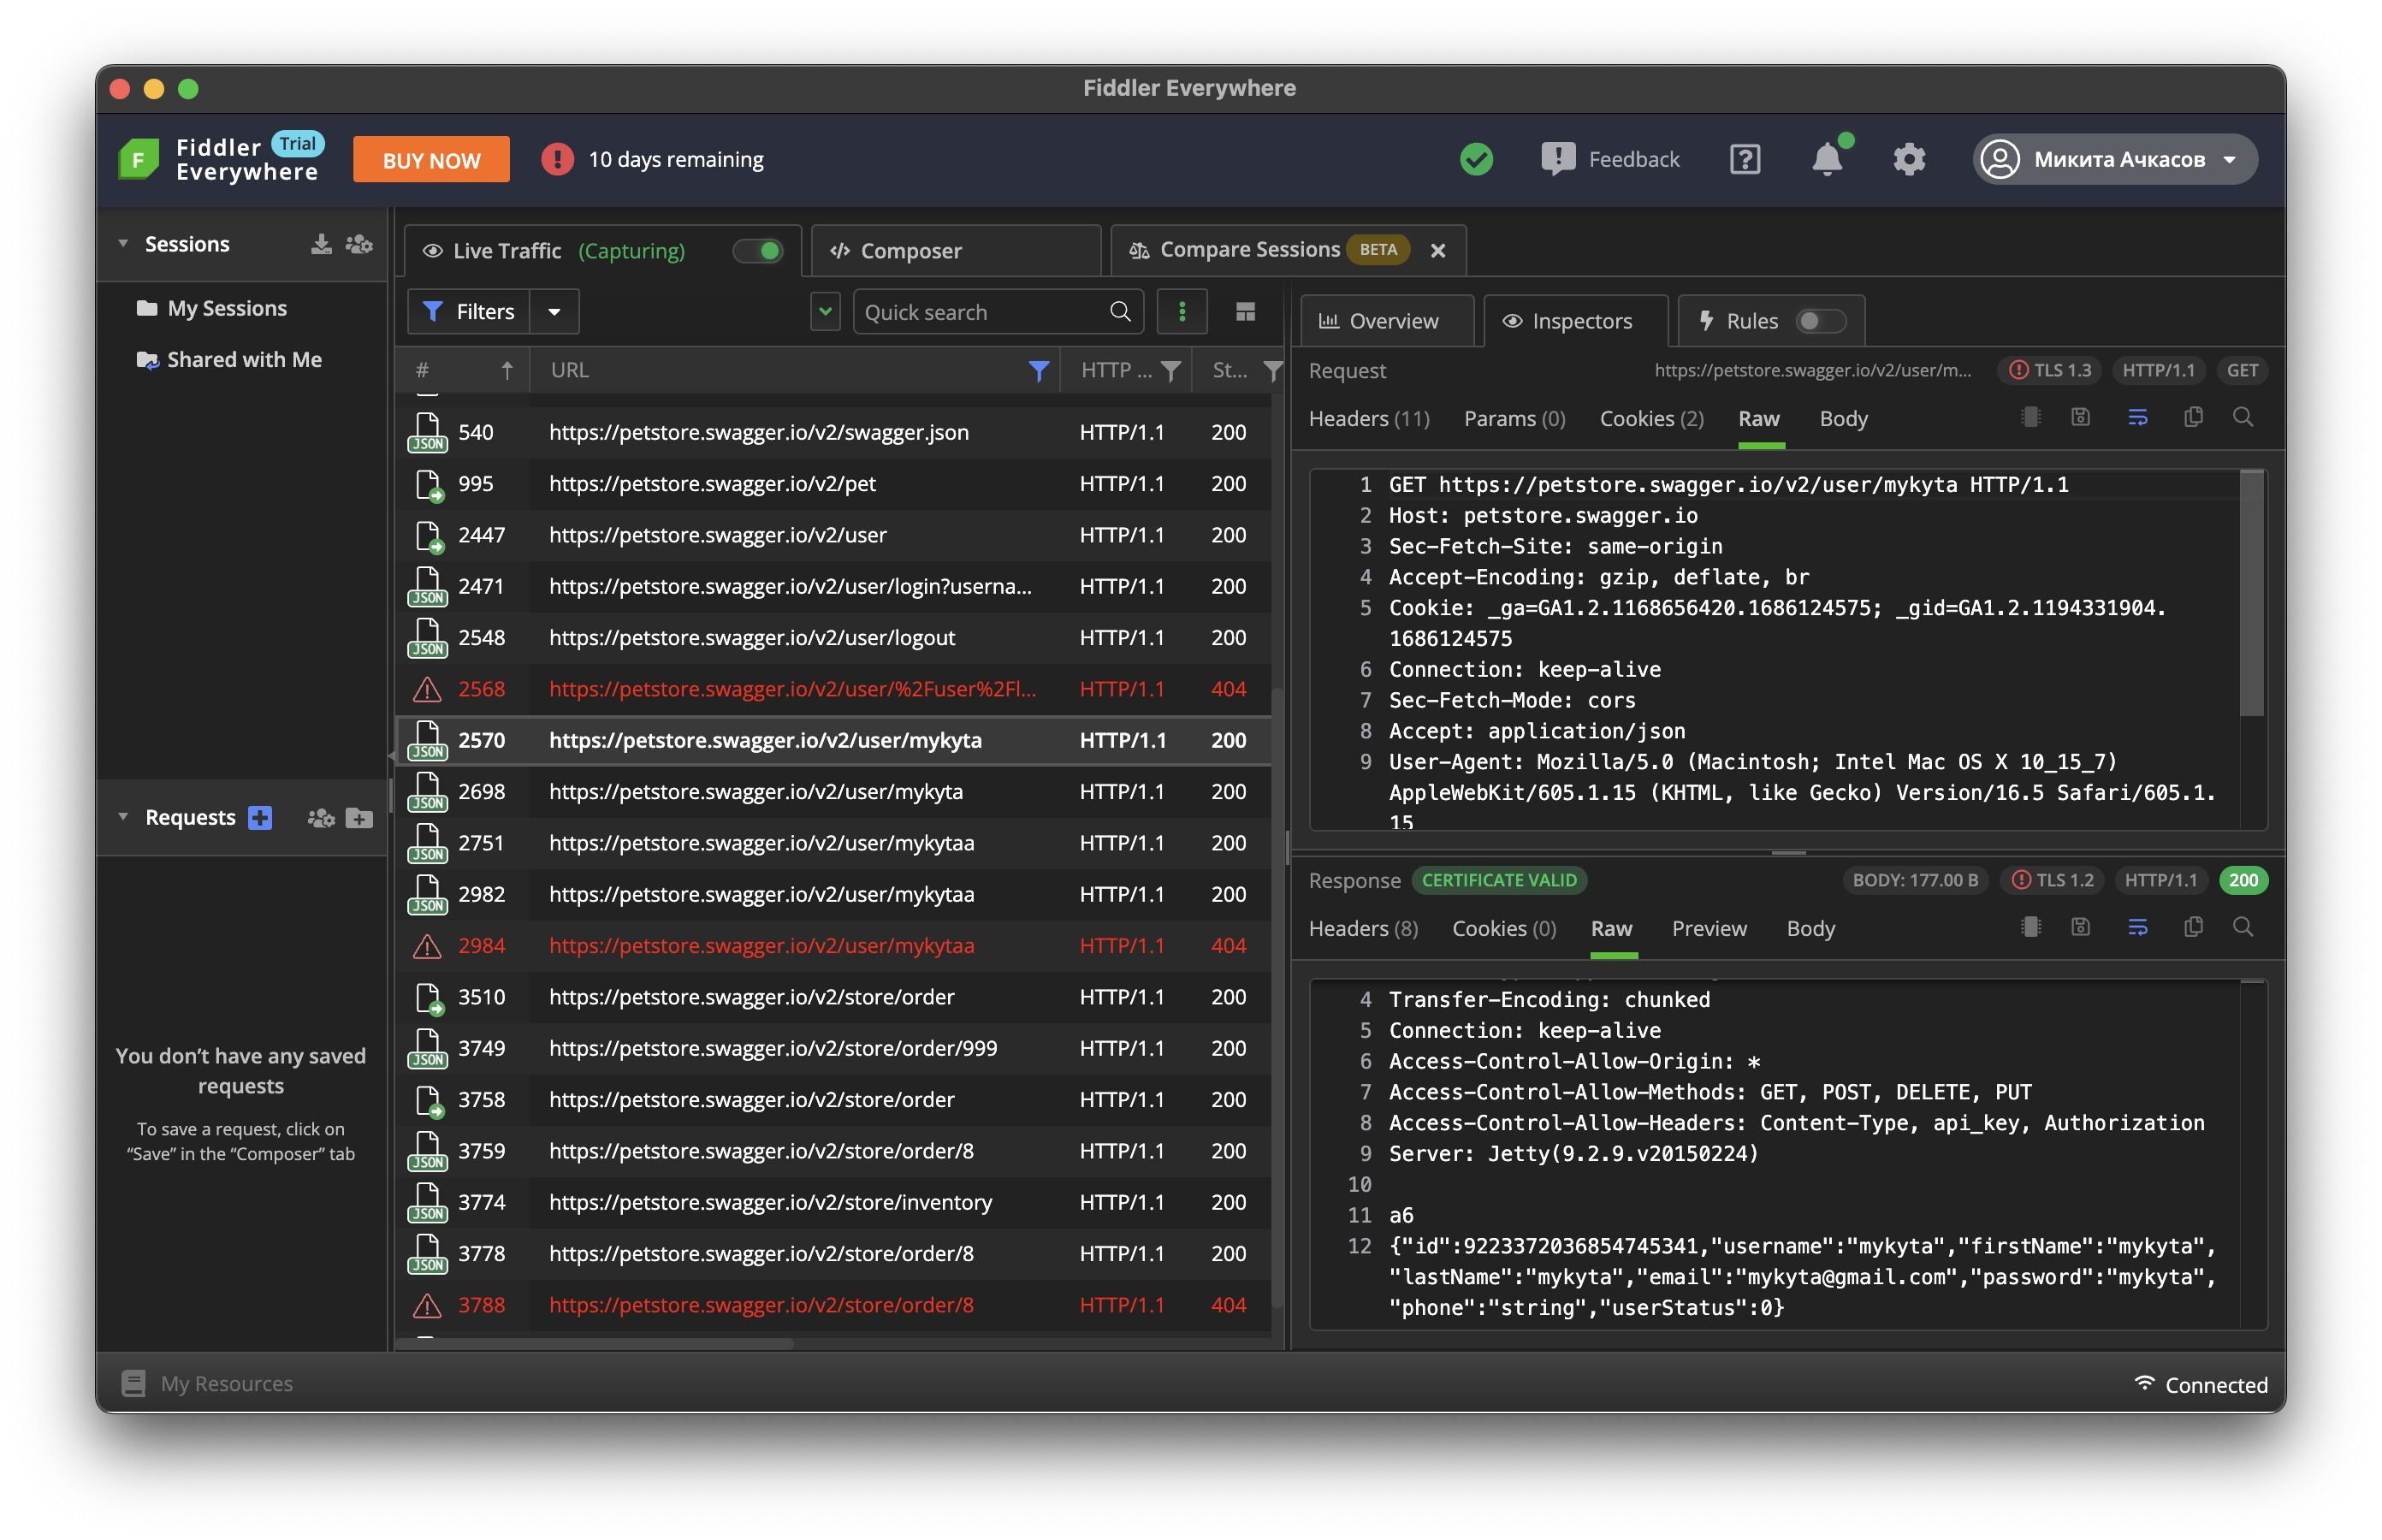 Fiddler Everywhere
Fiddler Everywhere Trial
BUY NOW
10 days remaining
Feedback
Микита Ачкасов
Sessions
My Sessions
Shared with Me
Requests
You don’t have any saved
requests
To save a request, click on
“Save” in the “Composer” tab
Live Traffic (Capturing)
Composer
Compare Sessions BETA
Filters
Quick search
# URL HTTP ... St...
JSON 540 https://petstore.swagger.io/v2/swagger.json HTTP/1.1 200
995 https://petstore.swagger.io/v2/pet HTTP/1.1 200
2447 https://petstore.swagger.io/v2/user HTTP/1.1 200
JSON 2471 https://petstore.swagger.io/v2/user/login?userna... HTTP/1.1 200
JSON 2548 https://petstore.swagger.io/v2/user/logout HTTP/1.1 200
2568 https://petstore.swagger.io/v2/user/%2Fuser%2Fl... HTTP/1.1 404
JSON 2570 https://petstore.swagger.io/v2/user/mykyta HTTP/1.1 200
JSON 2698 https://petstore.swagger.io/v2/user/mykyta HTTP/1.1 200
JSON 2751 https://petstore.swagger.io/v2/user/mykytaa HTTP/1.1 200
JSON 2982 https://petstore.swagger.io/v2/user/mykytaa HTTP/1.1 200
2984 https://petstore.swagger.io/v2/user/mykytaa HTTP/1.1 404
3510 https://petstore.swagger.io/v2/store/order HTTP/1.1 200
JSON 3749 https://petstore.swagger.io/v2/store/order/999 HTTP/1.1 200
3758 https://petstore.swagger.io/v2/store/order HTTP/1.1 200
JSON 3759 https://petstore.swagger.io/v2/store/order/8 HTTP/1.1 200
JSON 3774 https://petstore.swagger.io/v2/store/inventory HTTP/1.1 200
JSON 3778 https://petstore.swagger.io/v2/store/order/8 HTTP/1.1 200
3788 https://petstore.swagger.io/v2/store/order/8 HTTP/1.1 404
Overview
Inspectors
Rules
Request https://petstore.swagger.io/v2/user/m... TLS 1.3 HTTP/1.1 GET
Headers (11) Params (0) Cookies (2) Raw Body
1 GET https://petstore.swagger.io/v2/user/mykyta HTTP/1.1
2 Host: petstore.swagger.io
3 Sec-Fetch-Site: same-origin
4 Accept-Encoding: gzip, deflate, br
5 Cookie: _ga=GA1.2.1168656420.1686124575; _gid=GA1.2.1194331904.
1686124575
6 Connection: keep-alive
7 Sec-Fetch-Mode: cors
8 Accept: application/json
9 User-Agent: Mozilla/5.0 (Macintosh; Intel Mac OS X 10_15_7)
AppleWebKit/605.1.15 (KHTML, like Gecko) Version/16.5 Safari/605.1.
15
Response CERTIFICATE VALID BODY: 177.00 B TLS 1.2 HTTP/1.1 200
Headers (8) Cookies (0) Raw Preview Body
4 Transfer-Encoding: chunked
5 Connection: keep-alive
6 Access-Control-Allow-Origin: *
7 Access-Control-Allow-Methods: GET, POST, DELETE, PUT
8 Access-Control-Allow-Headers: Content-Type, api_key, Authorization
9 Server: Jetty(9.2.9.v20150224)
10
11 a6
12 {"id":9223372036854745341,"username":"mykyta","firstName":"mykyta",
"lastName":"mykyta","email":"mykyta@gmail.com","password":"mykyta",
"phone":"string","userStatus":0}
My Resources
Connected